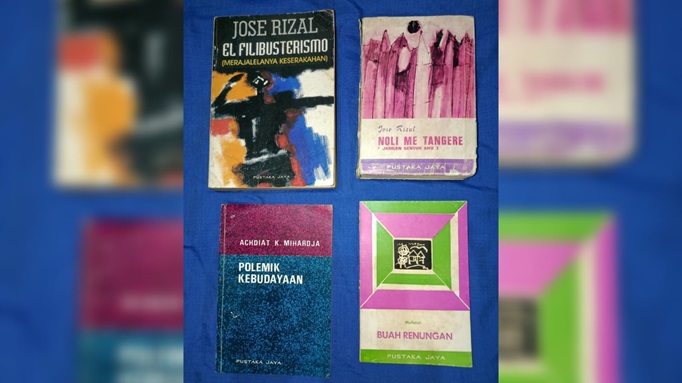 JOSE RIZAL
EL FILIBUSTERISMO
(MERAJALELANYA KESERAKAHAN)
PUSTAKA JAYA
Jose Rizal
NOLI ME TANGERE
PUSTAKA JAYA
ACHDIAT K. MIHARDJA
POLEMIK
KEBUDAYAAN
PUSTAKA JAYA
BUAH RENUNGAN
PUSTAKA JAYA